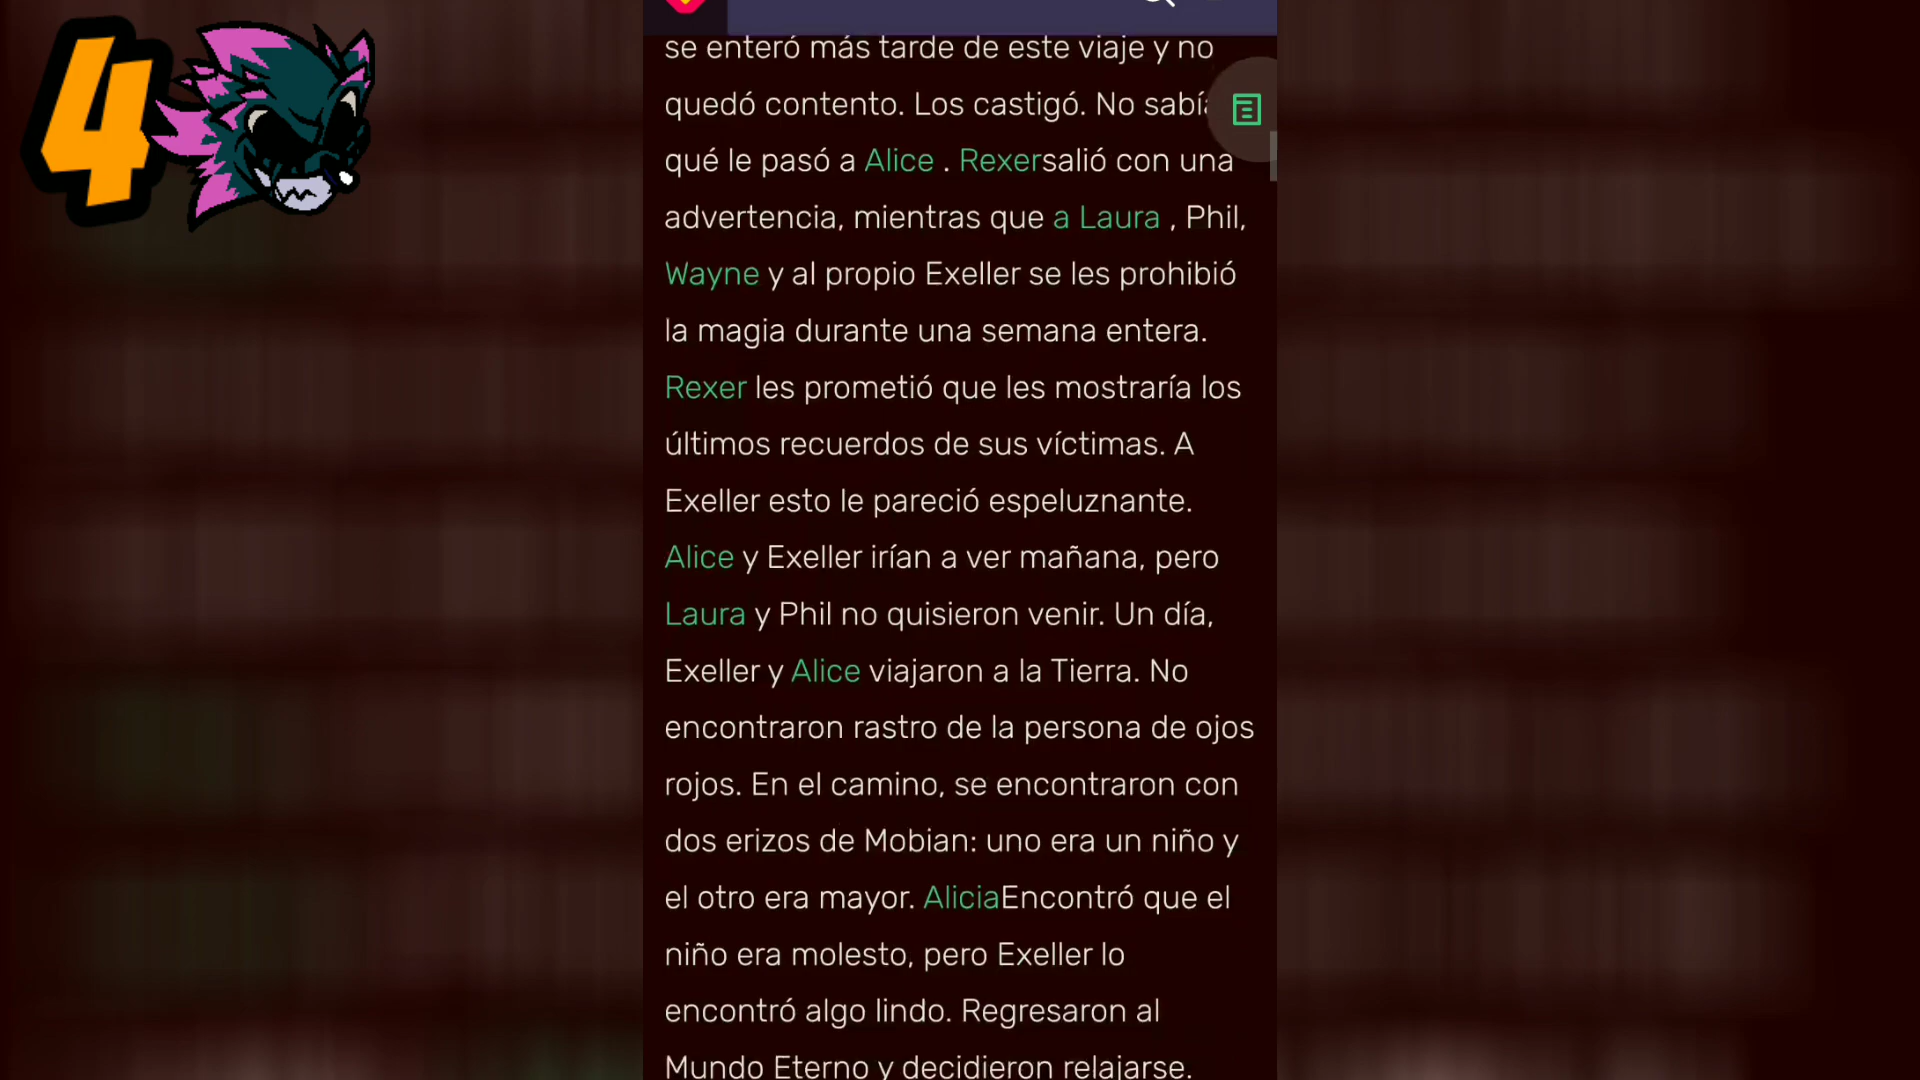 4
se enteró más tarde de este viaje y no
quedó contento. Los castigó. No sabía
qué le pasó a Alice . Rexersalió con una
advertencia, mientras que a Laura , Phil,
Wayne y al propio Exeller se les prohibió
la magia durante una semana entera.
Rexer les prometió que les mostraría los
últimos recuerdos de sus víctimas. A
Exeller esto le pareció espeluznante.
Alice y Exeller irían a ver mañana, pero
Laura y Phil no quisieron venir. Un día,
Exeller y Alice viajaron a la Tierra. No
encontraron rastro de la persona de ojos
rojos. En el camino, se encontraron con
dos erizos de Mobian: uno era un niño y
el otro era mayor. AliciaEncontró que el
niño era molesto, pero Exeller lo
encontró algo lindo. Regresaron al
Mundo Eterno y decidieron relajarse.